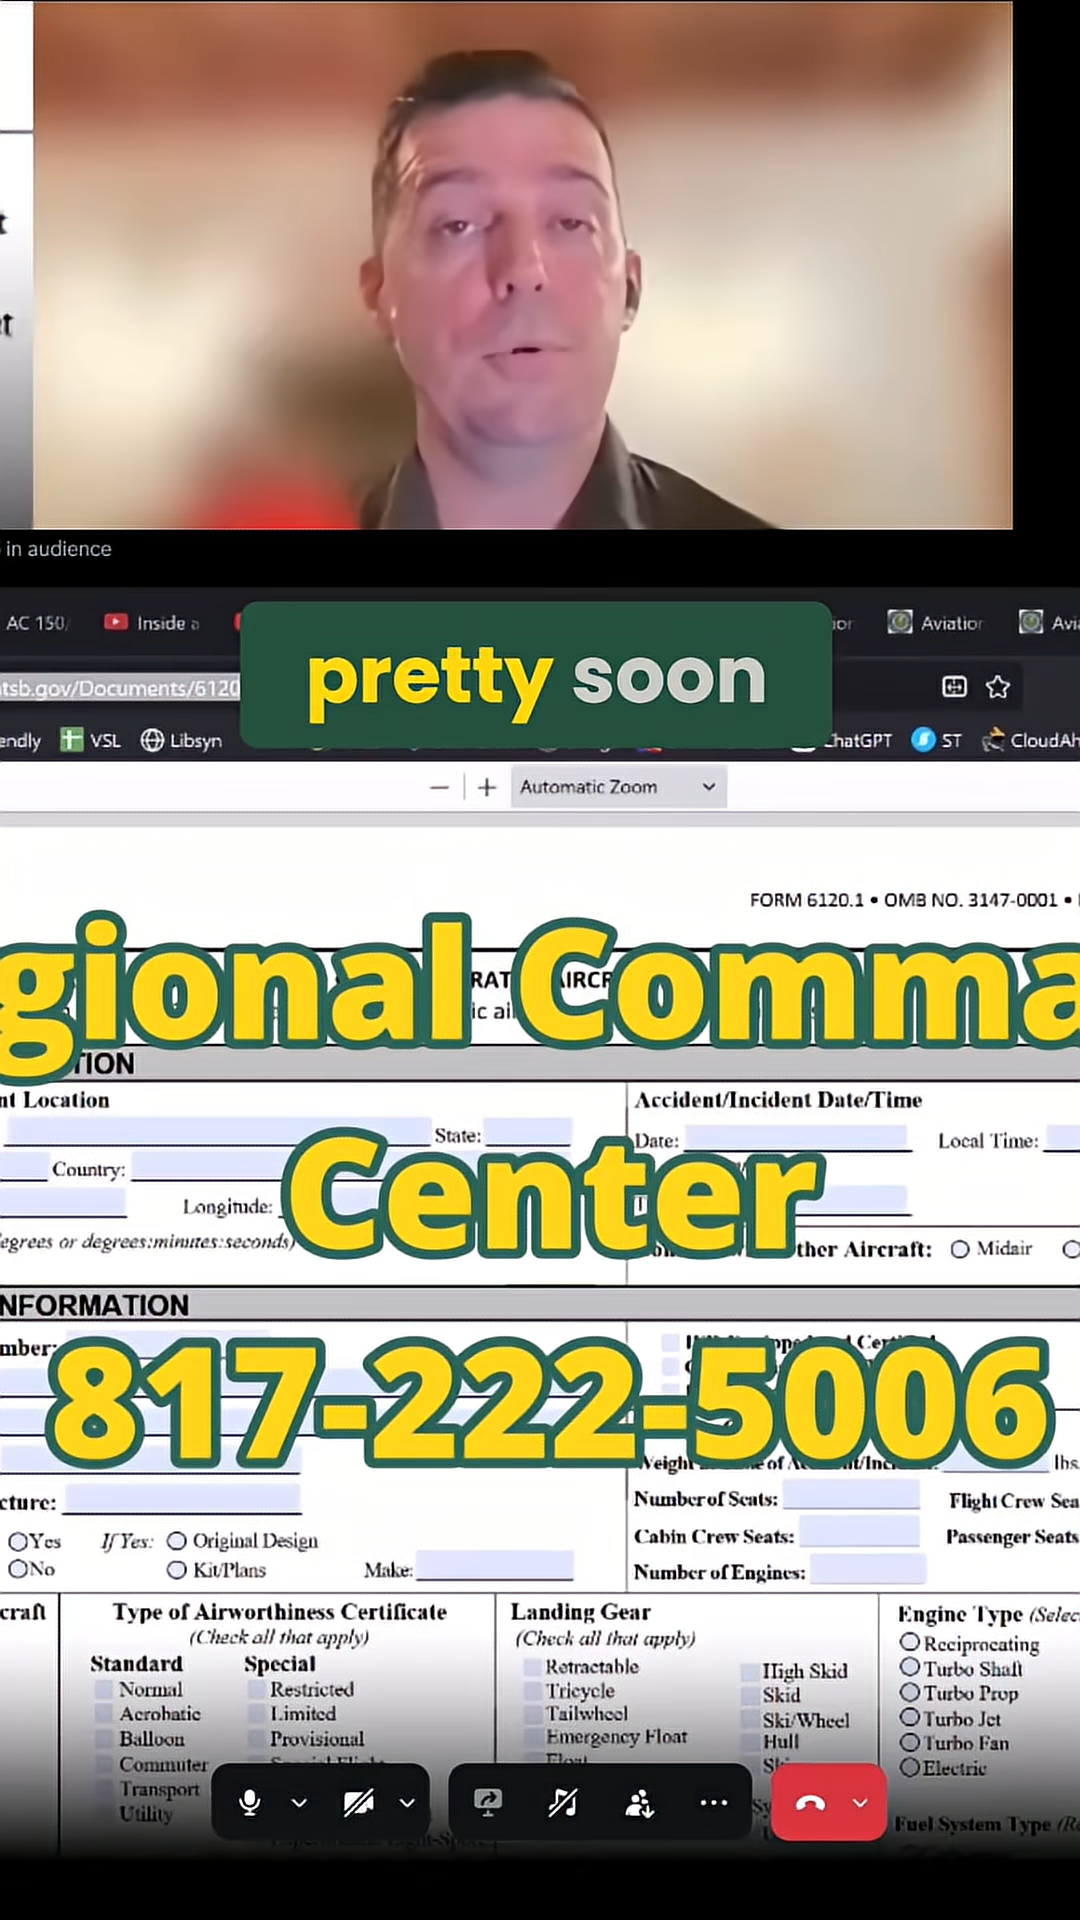 in audience
AC 150/
Inside a
Aviation
pretty soon
tsb.gov/Documents/6120
endly VSL Libsyn ChatGPT ST CloudAh
Automatic Zoom
FORM 6120.1 • OMB NO. 3147-0001 •
gional Comma
Center
817-222-5006
TION
nt Location
Accident/Incident Date/Time
State:
Date:
Local Time:
Country:
Longitude:
egrees or degrees:minutes:seconds)
ther Aircraft:
Midair
NFORMATION
mber:
lbs.
Number of Seats:
Flight Crew Sea
cture:
Cabin Crew Seats:
Passenger Seats
Yes
If Yes:
Original Design
No
Kit/Plans
Make:
Number of Engines:
craft
Type of Airworthiness Certificate
(Check all that apply)
Standard
Special
Normal
Restricted
Acrobatic
Limited
Balloon
Provisional
Commuter
Transport
Utility
Landing Gear
(Check all that apply)
Retractable
High Skid
Tricycle
Skid
Tailwheel
Ski/Wheel
Emergency Float
Hull
Float
Engine Type (Selec
Reciprocating
Turbo Shaft
Turbo Prop
Turbo Jet
Turbo Fan
Electric
Fuel System Type